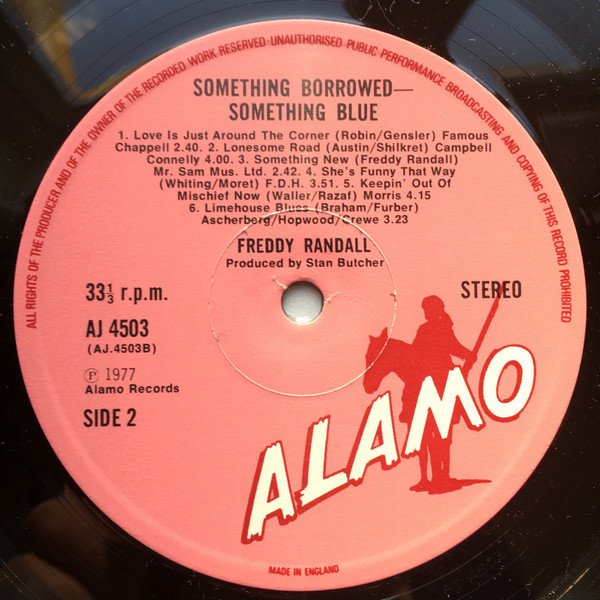 ALL RIGHTS OF THE PRODUCER AND OF THE OWNER OF THE RECORDED WORK RESERVED·UNAUTHORISED PUBLIC PERFORMANCE BROADCASTING AND COPYING OF THIS RECORD PROHIBITED
SOMETHING BORROWED—
SOMETHING BLUE
1. Love Is Just Around The Corner (Robin/Gensler) Famous
Chappell 2.40. 2. Lonesome Road (Austin/Shilkret) Campbell
Connelly 4.00. 3. Something New (Freddy Randall)
Mr. Sam Mus. Ltd. 2.42. 4. She's Funny That Way
(Whiting/Moret) F.D.H. 3.51. 5. Keepin' Out Of
Mischief Now (Waller/Razaf) Morris 4.15
6. Limehouse Blues (Braham/Furber)
Ascherberg/Hopwood/Crewe 3.23
FREDDY RANDALL
Produced by Stan Butcher
33⅓ r.p.m.
STEREO
AJ 4503
(AJ.4503B)
℗ 1977
Alamo Records
SIDE 2
ALAMO
MADE IN ENGLAND